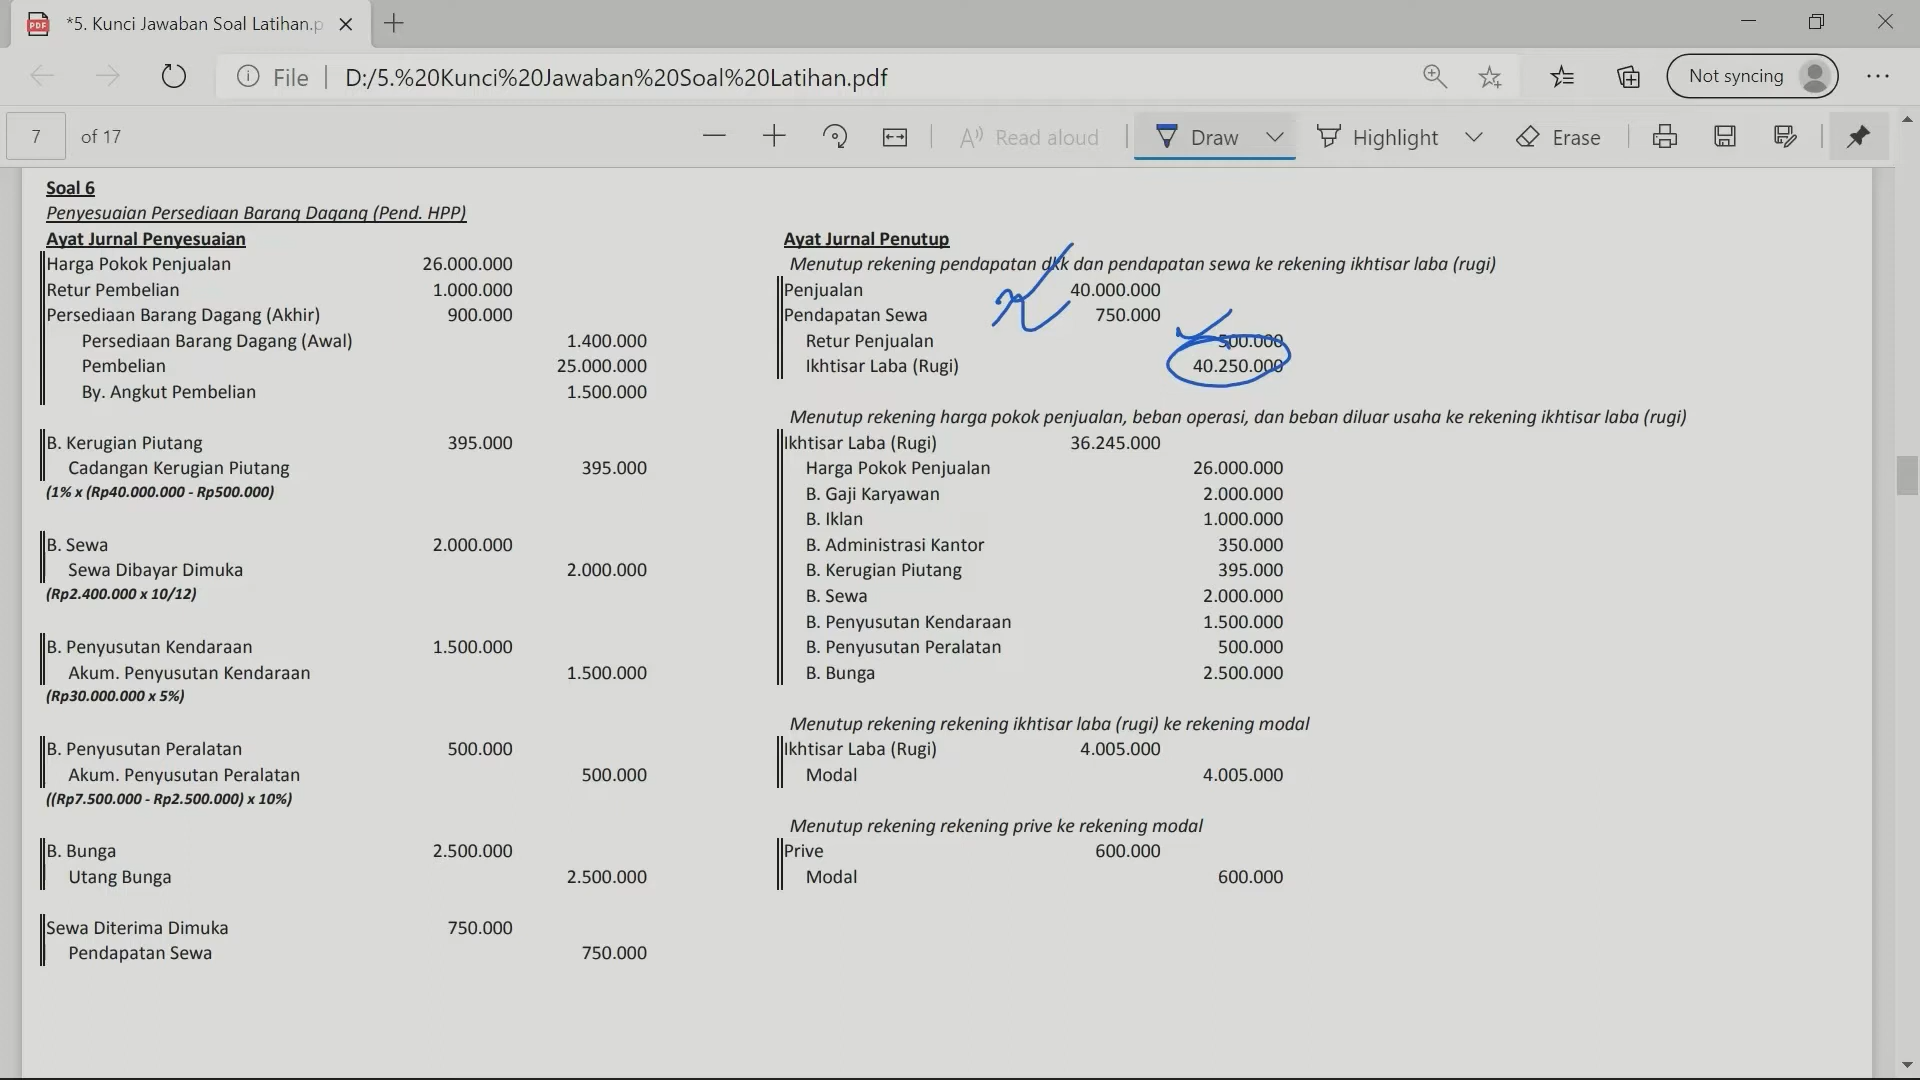 *5. Kunci Jawaban Soal Latihan.p
File
D:/5.%20Kunci%20Jawaban%20Soal%20Latihan.pdf
Not syncing
7 of 17
Read aloud
Draw
Highlight
Erase
Soal 6
Penyesuaian Persediaan Barang Dagang (Pend. HPP)
Ayat Jurnal Penyesuaian
Harga Pokok Penjualan 26.000.000
Retur Pembelian 1.000.000
Persediaan Barang Dagang (Akhir) 900.000
Persediaan Barang Dagang (Awal) 1.400.000
Pembelian 25.000.000
By. Angkut Pembelian 1.500.000
B. Kerugian Piutang 395.000
Cadangan Kerugian Piutang 395.000
(1% x (Rp40.000.000 - Rp500.000)
B. Sewa 2.000.000
Sewa Dibayar Dimuka 2.000.000
(Rp2.400.000 x 10/12)
B. Penyusutan Kendaraan 1.500.000
Akum. Penyusutan Kendaraan 1.500.000
(Rp30.000.000 x 5%)
B. Penyusutan Peralatan 500.000
Akum. Penyusutan Peralatan 500.000
((Rp7.500.000 - Rp2.500.000) x 10%)
B. Bunga 2.500.000
Utang Bunga 2.500.000
Sewa Diterima Dimuka 750.000
Pendapatan Sewa 750.000
Ayat Jurnal Penutup
Menutup rekening pendapatan dkk dan pendapatan sewa ke rekening ikhtisar laba (rugi)
Penjualan 40.000.000
Pendapatan Sewa 750.000
Retur Penjualan 500.000
Ikhtisar Laba (Rugi) 40.250.000
Menutup rekening harga pokok penjualan, beban operasi, dan beban diluar usaha ke rekening ikhtisar laba (rugi)
Ikhtisar Laba (Rugi) 36.245.000
Harga Pokok Penjualan 26.000.000
B. Gaji Karyawan 2.000.000
B. Iklan 1.000.000
B. Administrasi Kantor 350.000
B. Kerugian Piutang 395.000
B. Sewa 2.000.000
B. Penyusutan Kendaraan 1.500.000
B. Penyusutan Peralatan 500.000
B. Bunga 2.500.000
Menutup rekening rekening ikhtisar laba (rugi) ke rekening modal
Ikhtisar Laba (Rugi) 4.005.000
Modal 4.005.000
Menutup rekening rekening prive ke rekening modal
Prive 600.000
Modal 600.000